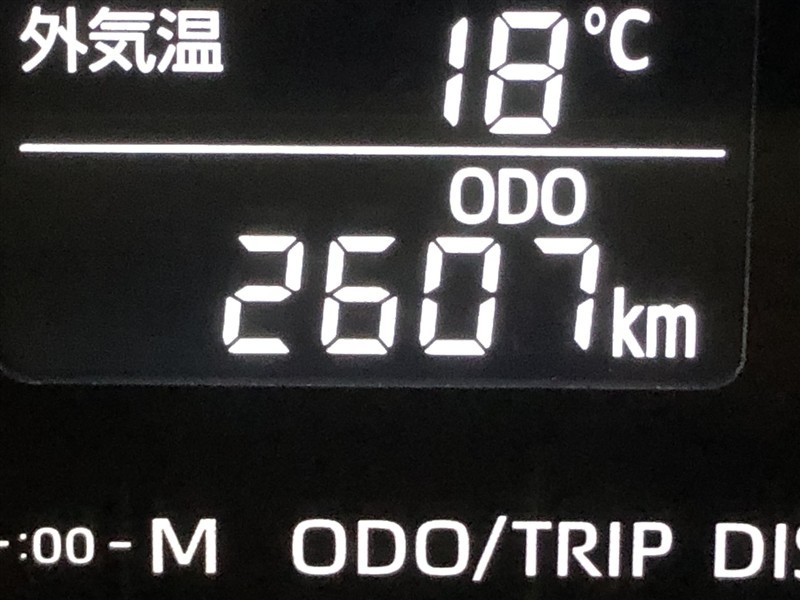 外気温 18°C
ODO
2607km
-:00-M ODO/TRIP